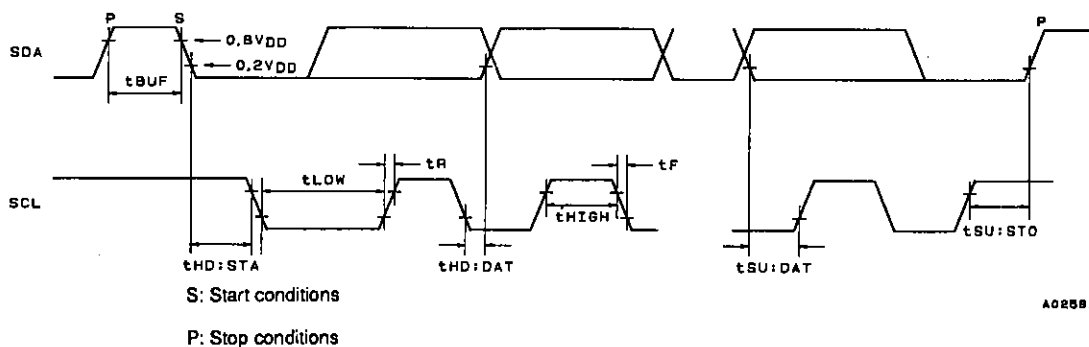 P S P
SDA
0,8VDD
0,2VDD
tBUF
tR
tF
tLOW
SCL
tHIGH
tSU:STO
tHD:STA
tHD:DAT
tSU:DAT
S: Start conditions
A0258
P: Stop conditions